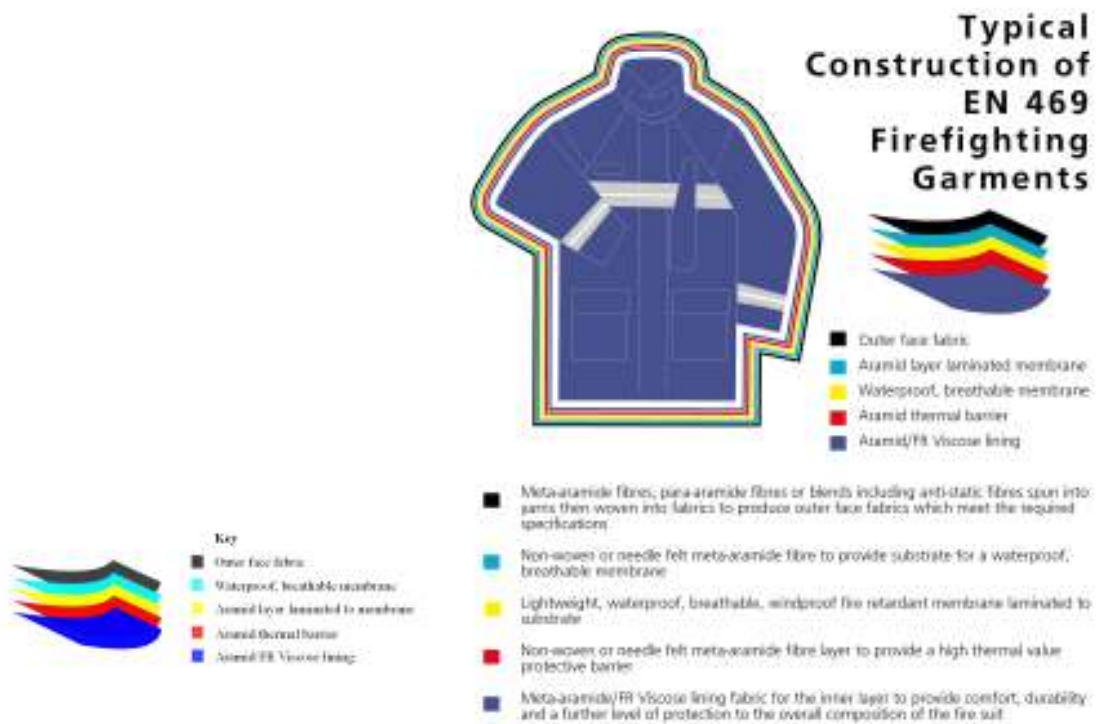 Typical
Construction of
EN 469
Firefighting
Garments
Outer face fabric
Aramid layer laminated membrane
Waterproof, breathable membrane
Aramid thermal barrier
Aramid/FR Viscose lining
Meta-aramide fibres, para-aramide fibres or blends including anti-static fibres spun into
yarns then woven into fabrics to produce outer face fabrics which meet the required
specifications
Non-woven or needle felt meta-aramide fibre to provide substrate for a waterproof,
breathable membrane
Lightweight, waterproof, breathable, windproof fire retardant membrane laminated to
substrate
Non-woven or needle felt meta-aramide fibre layer to provide a high thermal value
protective barrier
Meta-aramide/FR Viscose lining fabric for the inner layer to provide comfort, durability
and a further level of protection to the overall composition of the fire suit
Key
Outer face fabric
Waterproof, breathable membrane
Aramid layer laminated to membrane
Aramid thermal barrier
Aramid/FR Viscose lining